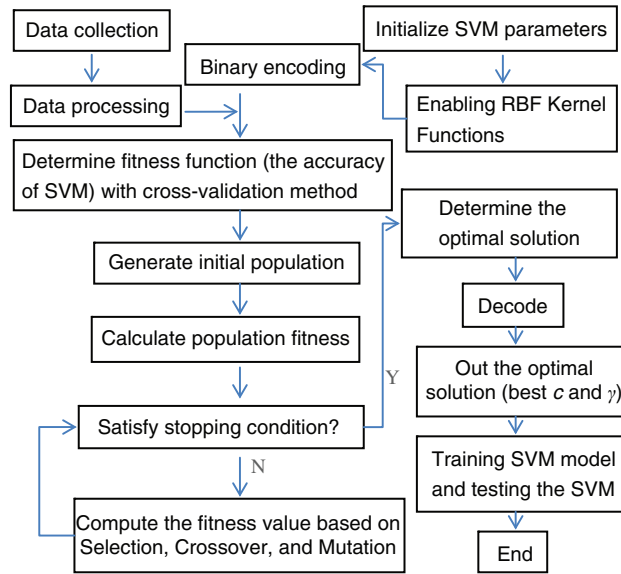 Data collection
Data processing
Initialize SVM parameters
Enabling RBF Kernel
Functions
Binary encoding
Determine fitness function (the accuracy
of SVM) with cross-validation method
Generate initial population
Calculate population fitness
Satisfy stopping condition?
Y
N
Compute the fitness value based on
Selection, Crossover, and Mutation
Determine the
optimal solution
Decode
Out the optimal
solution (best c and γ)
Training SVM model
and testing the SVM
End